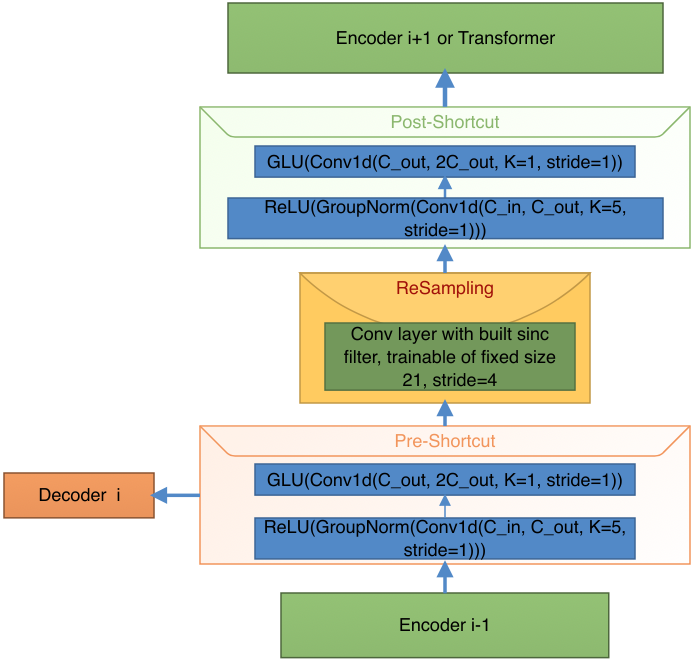 Encoder i+1 or Transformer
Post-Shortcut
GLU(Conv1d(C_out, 2C_out, K=1, stride=1))
ReLU(GroupNorm(Conv1d(C_in, C_out, K=5,
stride=1)))
ReSampling
Conv layer with built sinc
filter, trainable of fixed size
21, stride=4
Pre-Shortcut
GLU(Conv1d(C_out, 2C_out, K=1, stride=1))
Decoder i
ReLU(GroupNorm(Conv1d(C_in, C_out, K=5,
stride=1)))
Encoder i-1